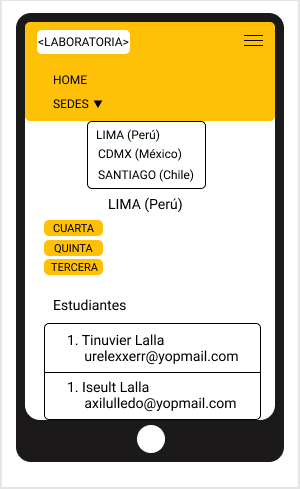 <LABORATORIA>
HOME
SEDES ▼
LIMA (Perú)
CDMX (México)
SANTIAGO (Chile)
LIMA (Perú)
CUARTA
QUINTA
TERCERA
Estudiantes
1. Tinuvier Lalla
urelexxerr@yopmail.com
1. Iseult Lalla
axilulledo@yopmail.com